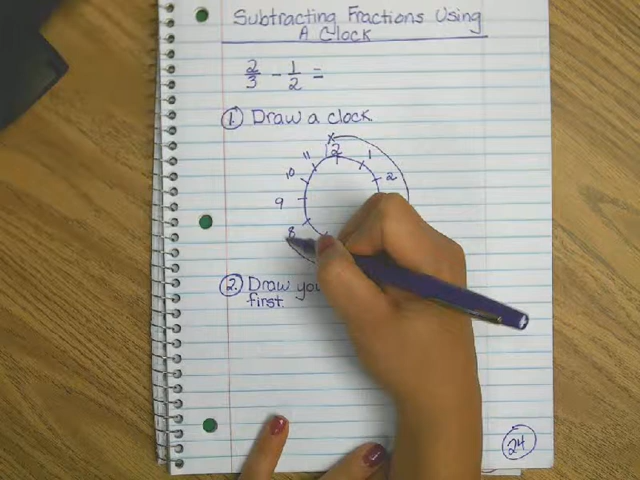 Subtracting Fractions Using
A Clock
2/3 - 1/2 =
1. Draw a clock.
12
11 1
10 2
9
8
2. Draw
first.
24